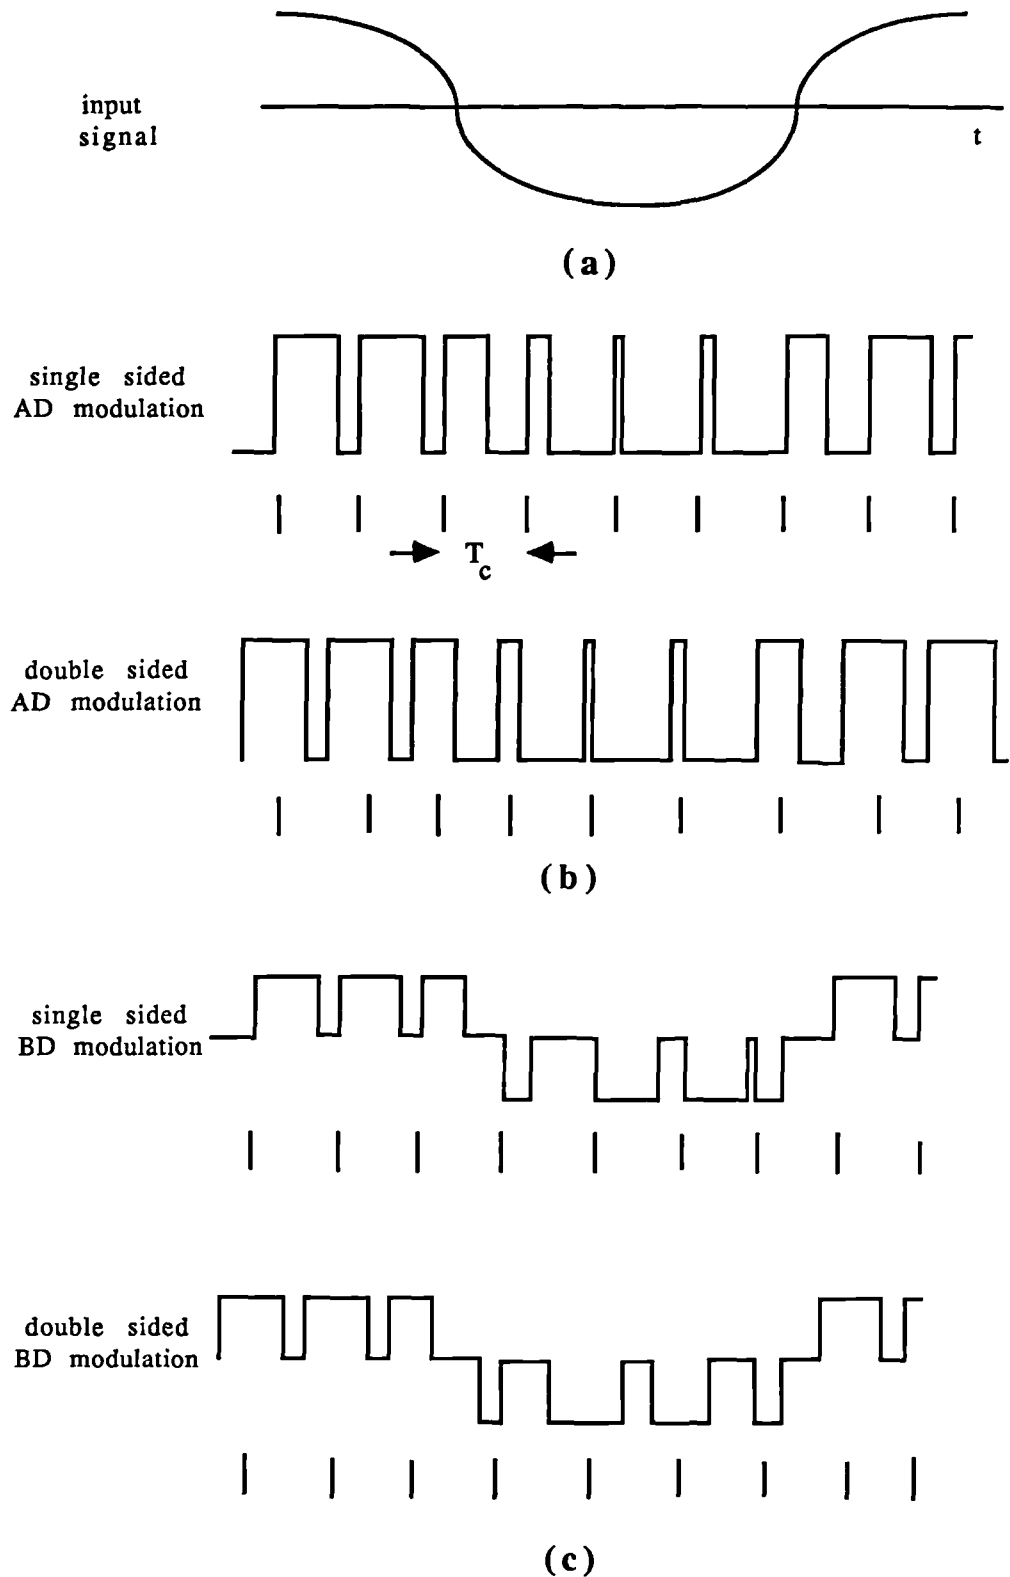 input
signal
t
(a)
single sided
AD modulation
T
c
double sided
AD modulation
(b)
single sided
BD modulation
double sided
BD modulation
(c)